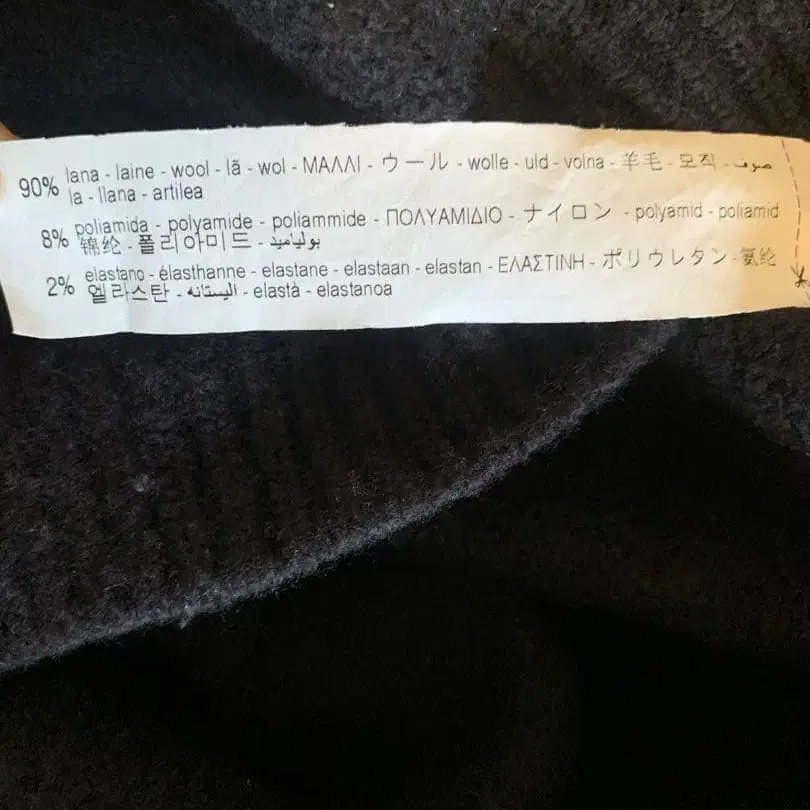 90% lana - laine - wool - lã - wol - ΜΑΛΛΙ - ウール - wolle - uld - volna - 羊毛 - 모직 - صوف -
la - llana - artilea
8% poliamida - polyamide - poliammide - ΠΟΛΥΑΜΙΔΙΟ - ナイロン - polyamid - poliamid
锦纶 - 폴리아미드 - بوليأميد
2% elastano - élasthanne - elastane - elastaan - elastan - ΕΛΑΣΤΙΝΗ - ポリウレタン - 氨纶
엘라스탄 - اليستانه - elastà - elastanoa